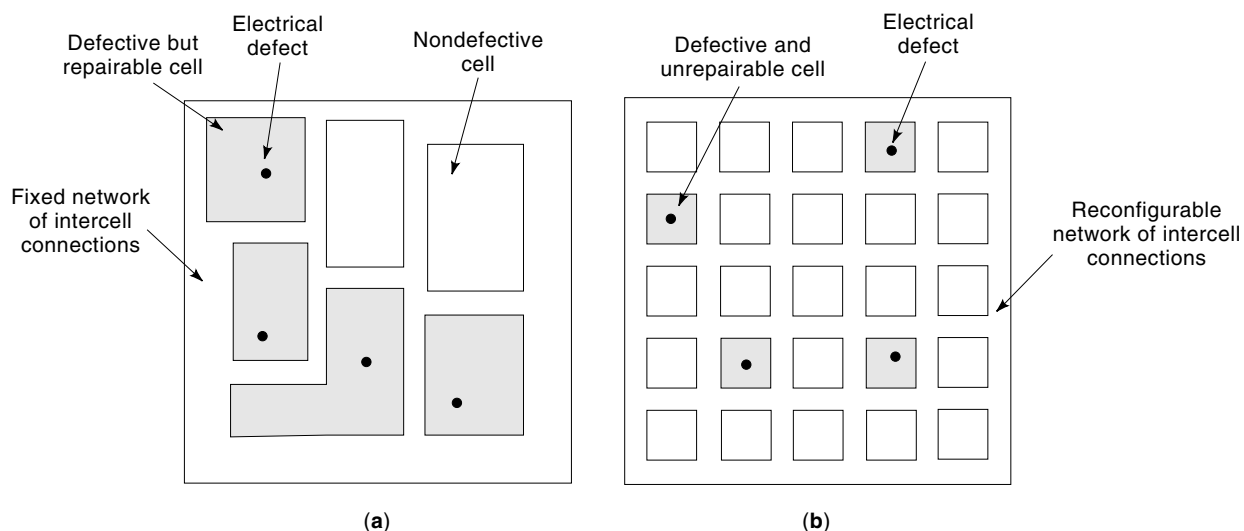 Defective but
repairable cell
Electrical
defect
Nondefective
cell
Fixed network
of intercell
connections
(a)
Defective and
unrepairable cell
Electrical
defect
Reconfigurable
network of intercell
connections
(b)